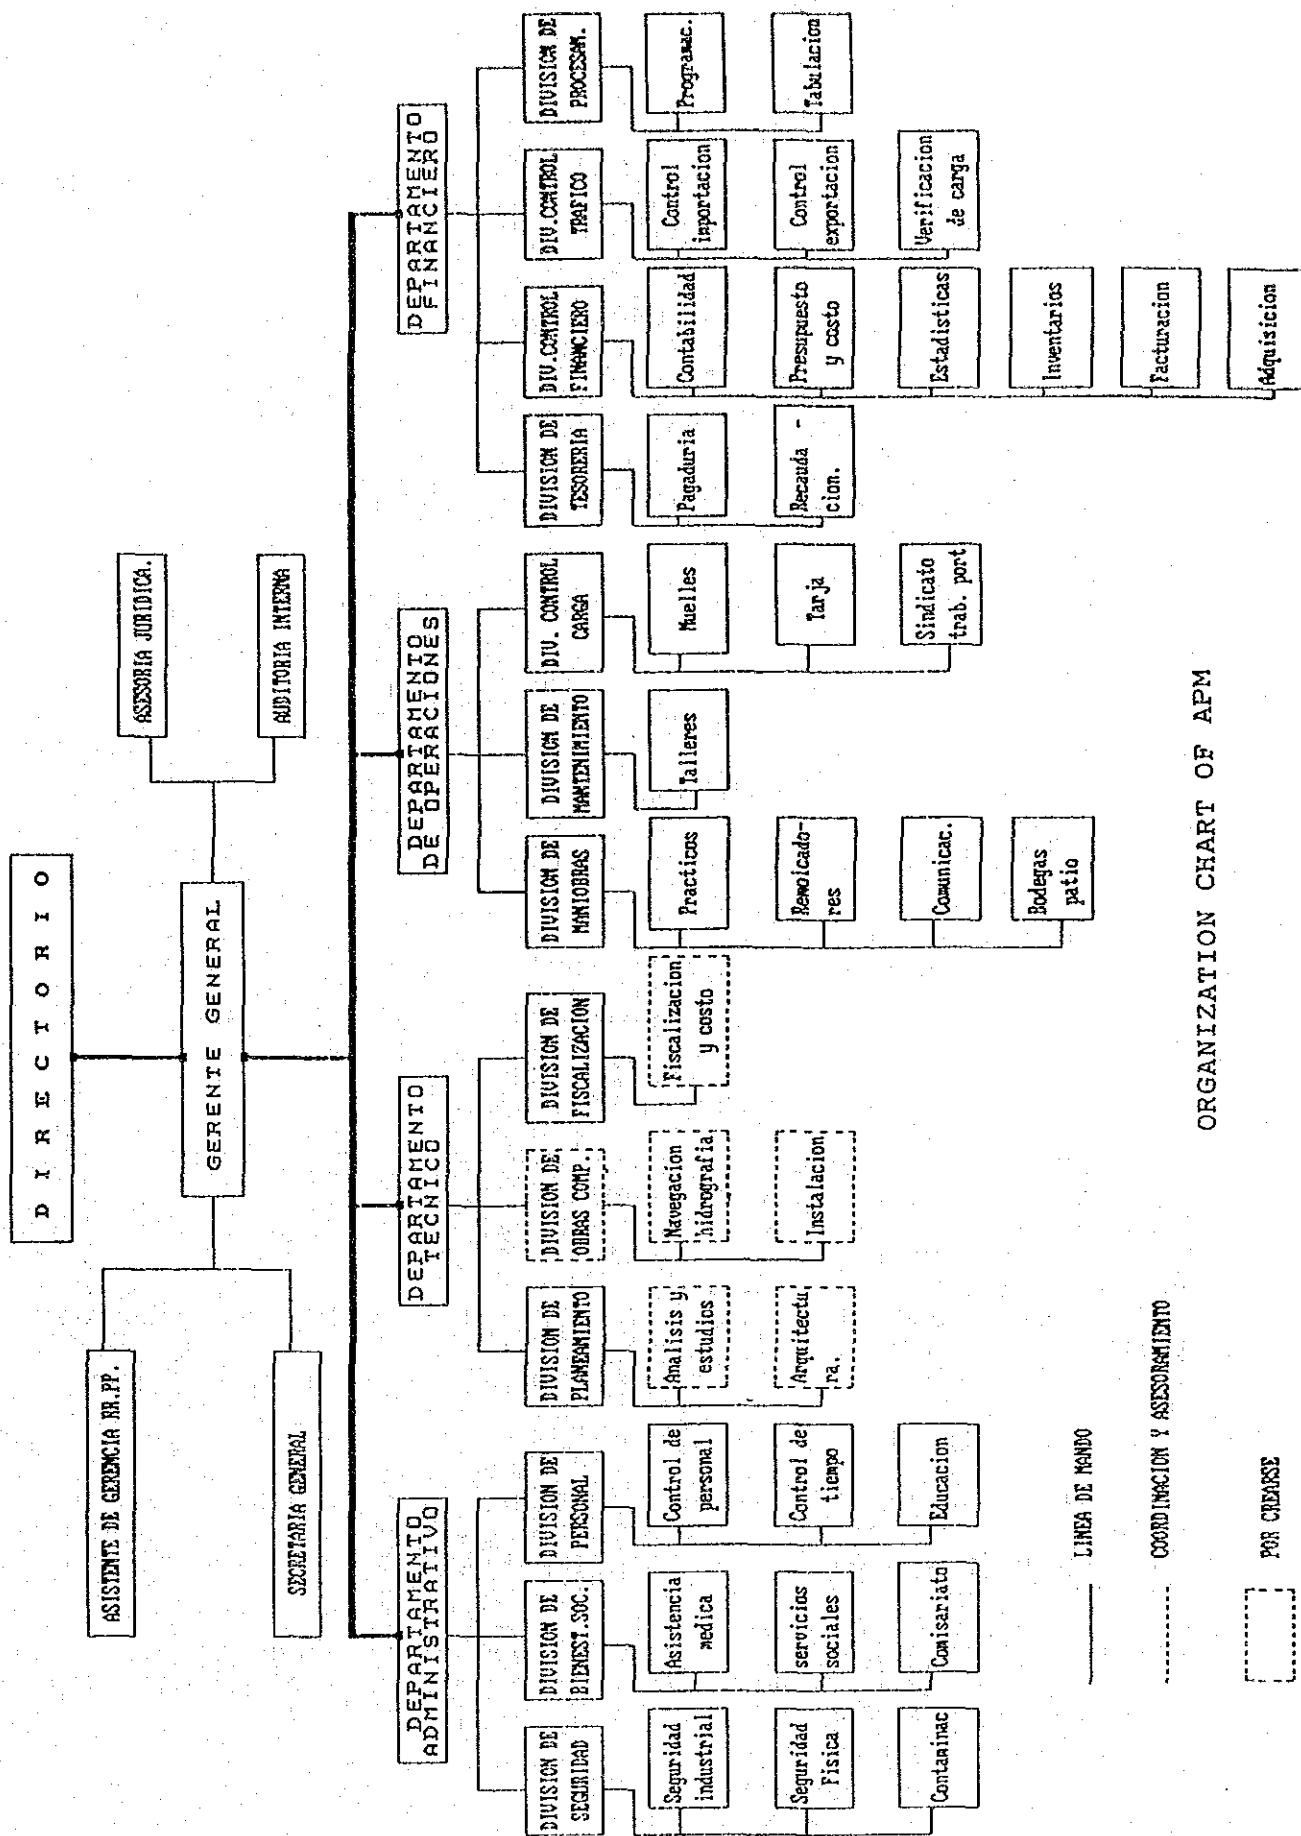 D I R E C T O R I O
GERENTE GENERAL
ASISTENTE DE GERENCIA RR.PP.
SECRETARIA GENERAL
ASESORIA JURIDICA.
AUDITORIA INTERNA
DEPARTAMENTO
ADMINISTRATIVO
DEPARTAMENTO
TECNICO
DEPARTAMENTO
DE OPERACIONES
DEPARTAMENTO
FINANCIERO
DIVISION DE
SEGURIDAD
DIVISION DE
BIENEST.SOC.
DIVISION DE
PERSONAL
DIVISION DE
PLANEAMIENTO
DIVISION DE
OBRAS COMP.
DIVISION DE
FISCALIZACION
DIVISION DE
MANIOBRAS
DIVISION DE
MANTENIMIENTO
DIV. CONTROL
CARGA
DIVISION DE
TESORERIA
DIV.CONTROL
FINANCIERO
DIV.CONTROL
TRAFICO
DIVISION DE
PROCESAM.
Seguridad
industrial
Seguridad
Fisica
Contaminac
Asistencia
medica
servicios
sociales
Comisariato
Control de
personal
Control de
tiempo
Educacion
Analisis y
estudios
Arquitectu
ra.
Navegacion
hidrografia
Instalacion
Fiscalizacion
y costo
Practicos
Remolcado-
res
Comunicac.
Bodegas
patio
Talleres
Muelles
Tarja
Sindicato
trab. port
Pagaduria
Recauda -
cion.
Contabilidad
Presupuesto
y costo
Estadisticas
Inventarios
Facturacion
Adquisicion
Control
importacion
Control
exportacion
Verificacion
de carga
Programac.
Tabulacion
LINEA DE MANDO
COORDINACION Y ASESORAMIENTO
POR CREARSE
ORGANIZATION CHART OF APM